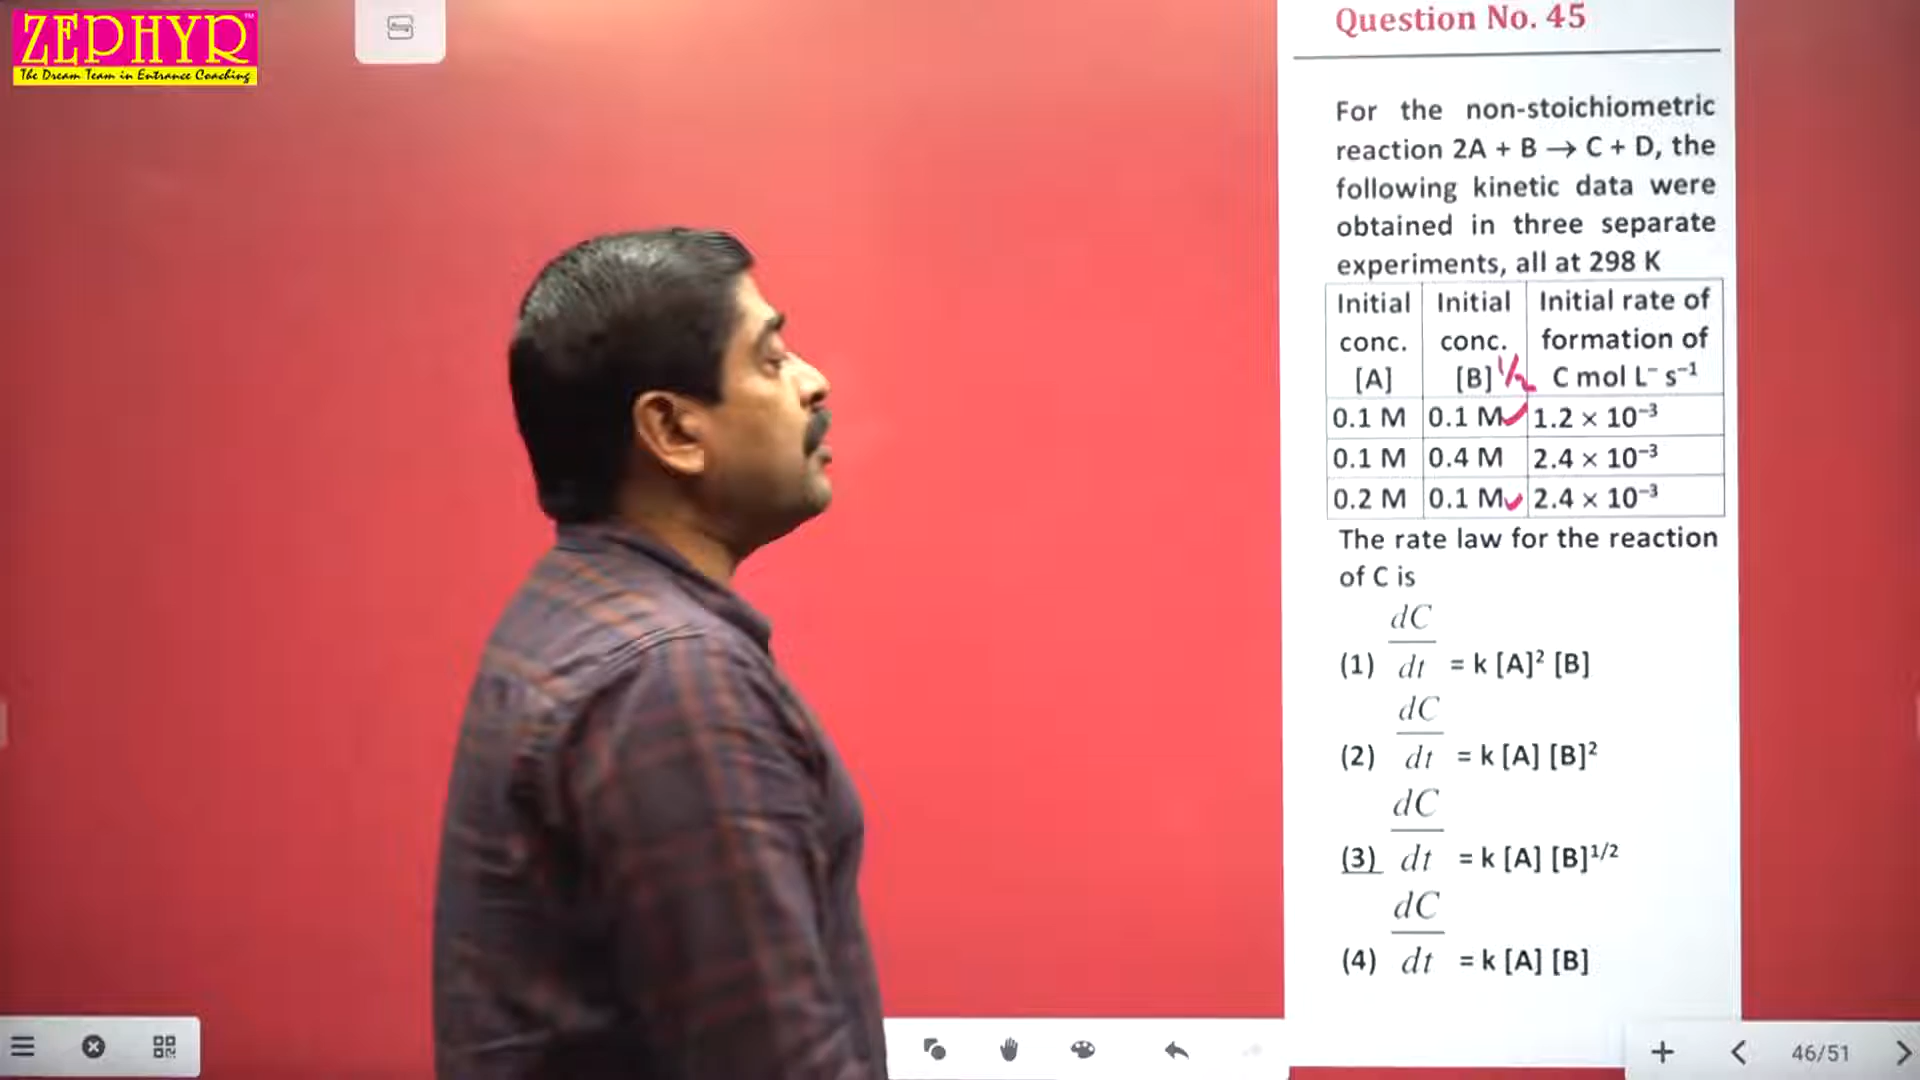 ZEPHYR™
The Dream Team in Entrance Coaching
Question No. 45
For the non-stoichiometric
reaction 2A + B → C + D, the
following kinetic data were
obtained in three separate
experiments, all at 298 K
Initial conc. [A] | Initial conc. [B] 1/2 | Initial rate of formation of C mol L⁻ s⁻¹
0.1 M | 0.1 M | 1.2 × 10⁻³
0.1 M | 0.4 M | 2.4 × 10⁻³
0.2 M | 0.1 M | 2.4 × 10⁻³
The rate law for the reaction
of C is
(1) dC/dt = k [A]² [B]
(2) dC/dt = k [A] [B]²
(3) dC/dt = k [A] [B]¹/²
(4) dC/dt = k [A] [B]
46/51